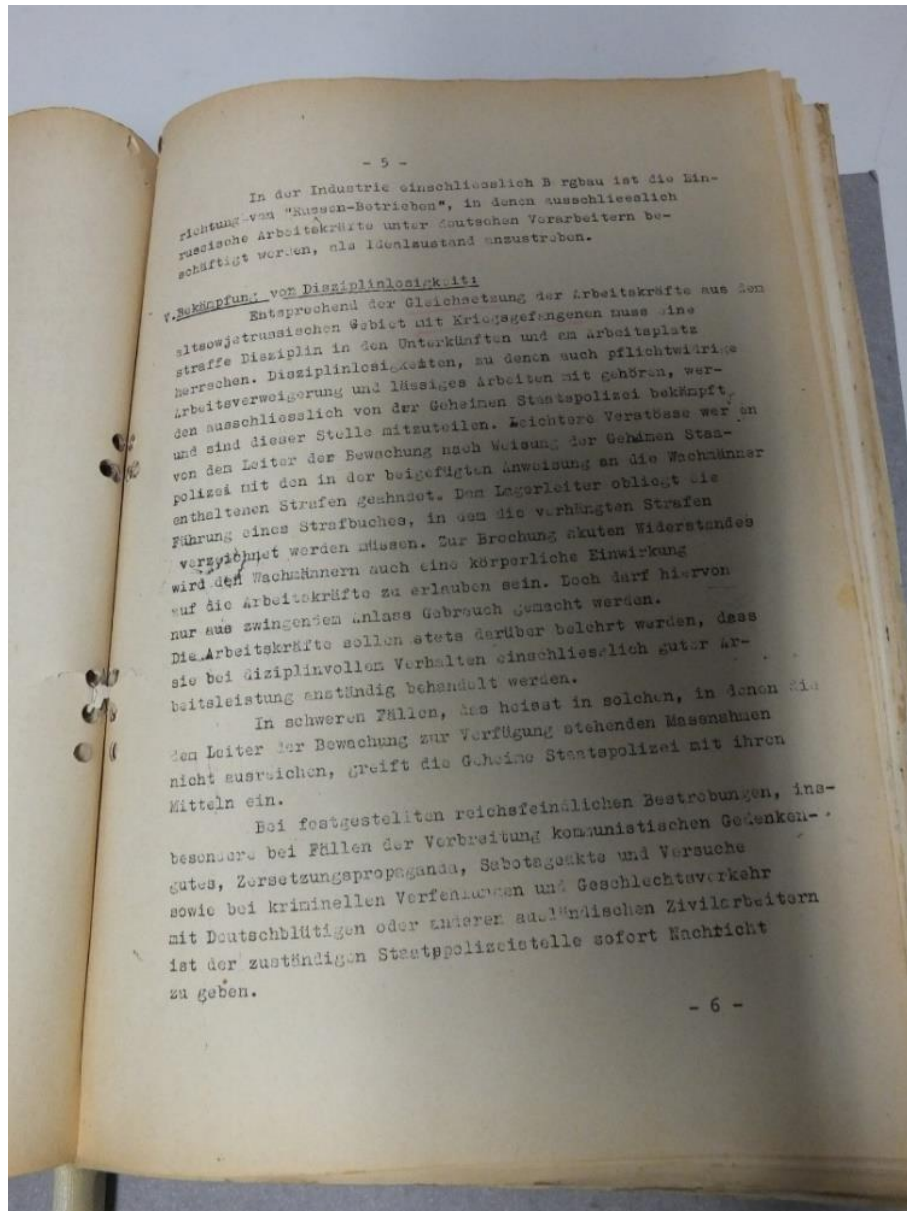 - 5 -
In der Industrie einschliesslich B rgbau ist die Ein-
richtung von "Russen-Betrieben", in denen ausschliesslich
russische Arbeitskräfte unter deutschen Vorarbeitern be-
schäftigt werden, als Idealzustand anzustreben.
V. Bekämpfung von Disziplinlosigkeit:
Entsprechend der Gleichsetzung der Arbeitskräfte aus dem
altsowjetrussischen Gebiet mit Kriegsgefangenen muss eine
straffe Disziplin in den Unterkünften und am Arbeitsplatz
herrschen. Disziplinlosigkeiten, zu denen auch pflichtwidrige
Arbeitsverweigerung und lässiges Arbeiten mit gehören, wer-
den ausschliesslich von der Geheimen Staatspolizei bekämpft
und sind dieser Stelle mitzuteilen. Leichtere Verstösse wer en
von dem Leiter der Bewachung nach Weisung der Gehimen Staa-
polizei mit den in der beigefügten Anweisung an die Wachmänner
enthaltenen Strafen geahndet. Dem Lagerleiter obliegt die
Führung eines Strafbuches, in dem die verhängten Strafen
verzeichnet werden müssen. Zur Brechung akuten Widerstandes
wird den Wachmännern auch eine körperliche Einwirkung
auf die Arbeitskräfte zu erlauben sein. Doch darf hiervon
nur aus zwingendem Anlass Gebrauch gemacht werden.
Die Arbeitskräfte sollen stets darüber belehrt werden, dass
sie bei diziplinvollem Verhalten einschliesslich guter Ar-
beitsleistung anständig behandelt werden.
In schweren Fällen, das heisst in solchen, in denen die
dem Leiter der Bewachung zur Verfügung stehenden Massnahmen
nicht ausreichen, greift die Geheime Staatspolizei mit ihren
Mitteln ein.
Bei festgestellten reichsfeindlichen Bestrebungen, ins-
besondere bei Fällen der Verbreitung kommunistischen Gedenken-
gutes, Zersetzungspropaganda, Sabotageakte und Versuche
sowie bei kriminellen Verfehlungen und Geschlechtsverkehr
mit Deutschblütigen oder anderen ausländischen Zivilarbeitern
ist der zuständigen Staatppolizeistelle sofort Nachricht
zu geben.
- 6 -